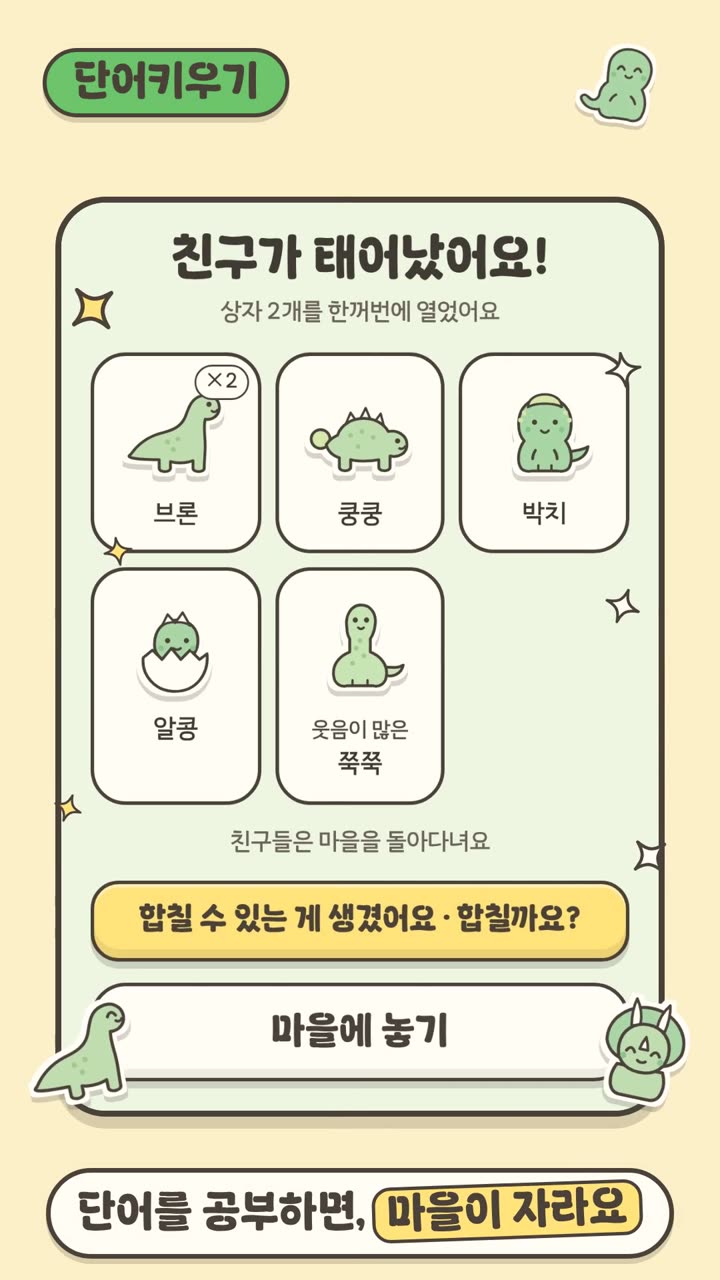 단어키우기
친구가 태어났어요!
상자 2개를 한꺼번에 열었어요
×2
브론
쿵쿵
박치
알콩
웃음이 많은
쭉쭉
친구들은 마을을 돌아다녀요
합칠 수 있는 게 생겼어요 · 합칠까요?
마을에 놓기
단어를 공부하면, 마을이 자라요